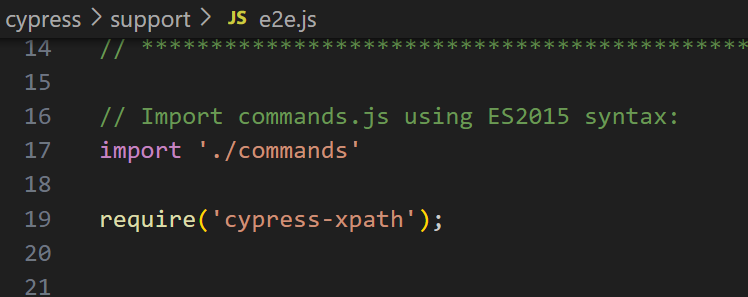 cypress > support > JS e2e.js
14 // ********************************************
15
16 // Import commands.js using ES2015 syntax:
17 import './commands'
18
19 require('cypress-xpath');
20
21